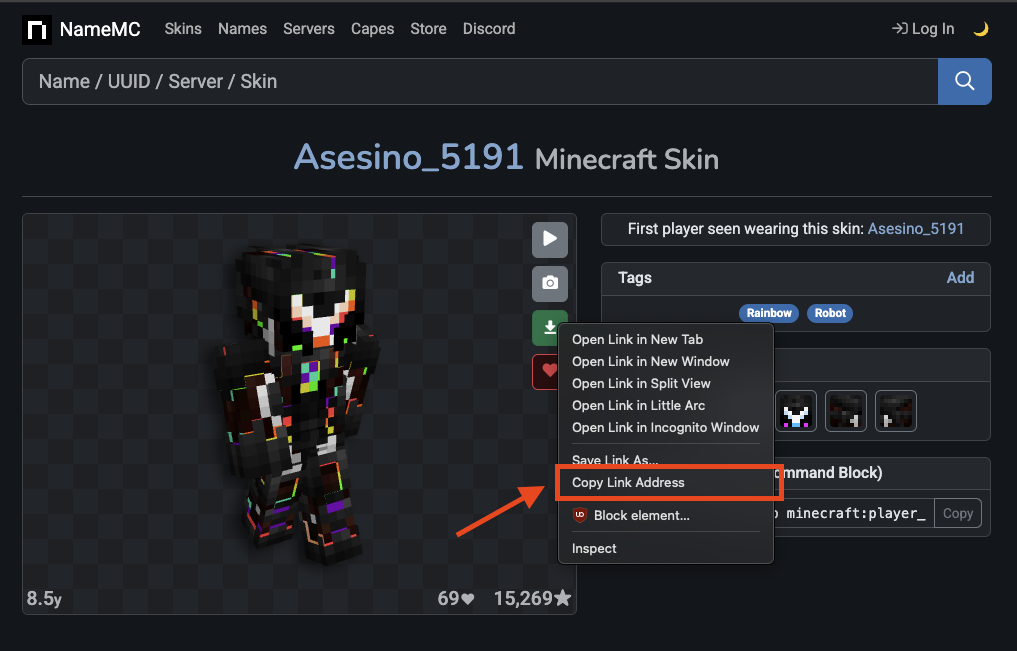 NameMC Skins Names Servers Capes Store Discord Log In
Name / UUID / Server / Skin
Asesino_5191 Minecraft Skin
First player seen wearing this skin: Asesino_5191
Tags Add
Rainbow Robot
Open Link in New Tab
Open Link in New Window
Open Link in Split View
Open Link in Little Arc
Open Link in Incognito Window
Save Link As...
Copy Link Address
Block element...
Inspect
ommand Block)
minecraft:player_ Copy
8.5y 69 15,269